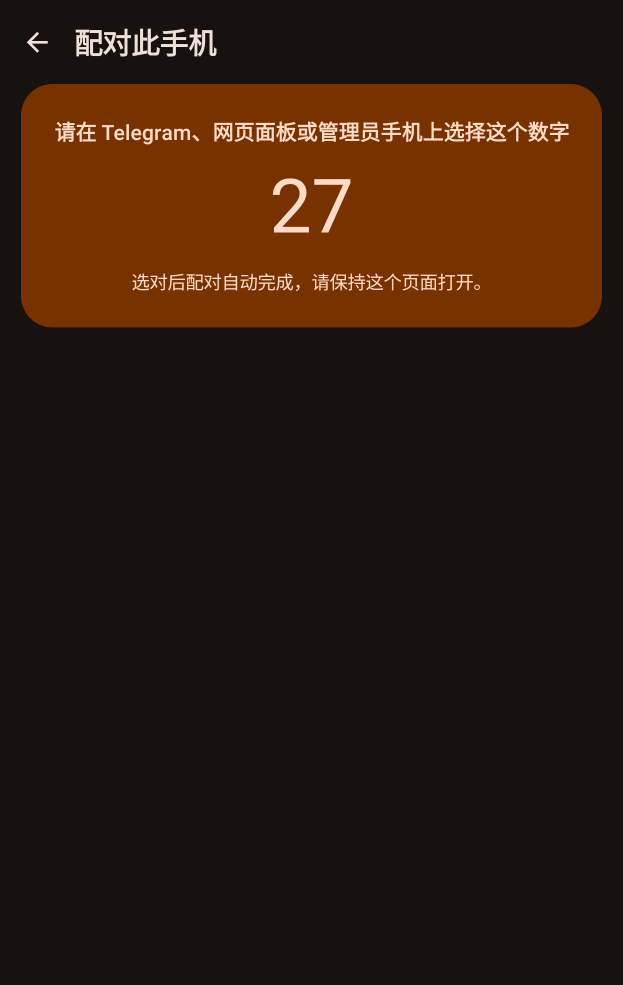 配对此手机
请在 Telegram、网页面板或管理员手机上选择这个数字
27
选对后配对自动完成，请保持这个页面打开。